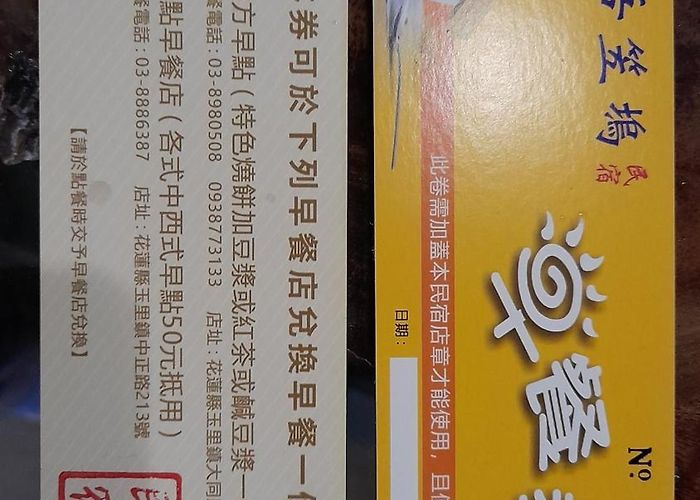 笠塢 民宿
早餐
Nº
此卷需加蓋本民宿店章才能使用，且
日期：
券可於下列早餐店兌換早餐一
方早點（特色燒餅加豆漿或紅茶或鹹豆漿一
電話：03-8980508 0938773133 店址：花蓮縣玉里鎮大同
點早餐店（各式中西式早點50元抵用）
電話：03-8886387 店址：花蓮縣玉里鎮中正路213號
【請於點餐時交予早餐店兌換】